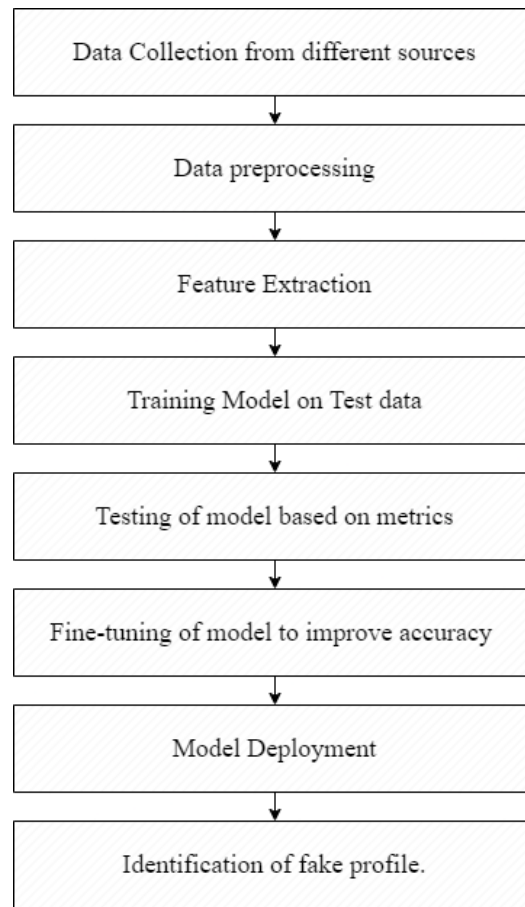 Data Collection from different sources
Data preprocessing
Feature Extraction
Training Model on Test data
Testing of model based on metrics
Fine-tuning of model to improve accuracy
Model Deployment
Identification of fake profile.